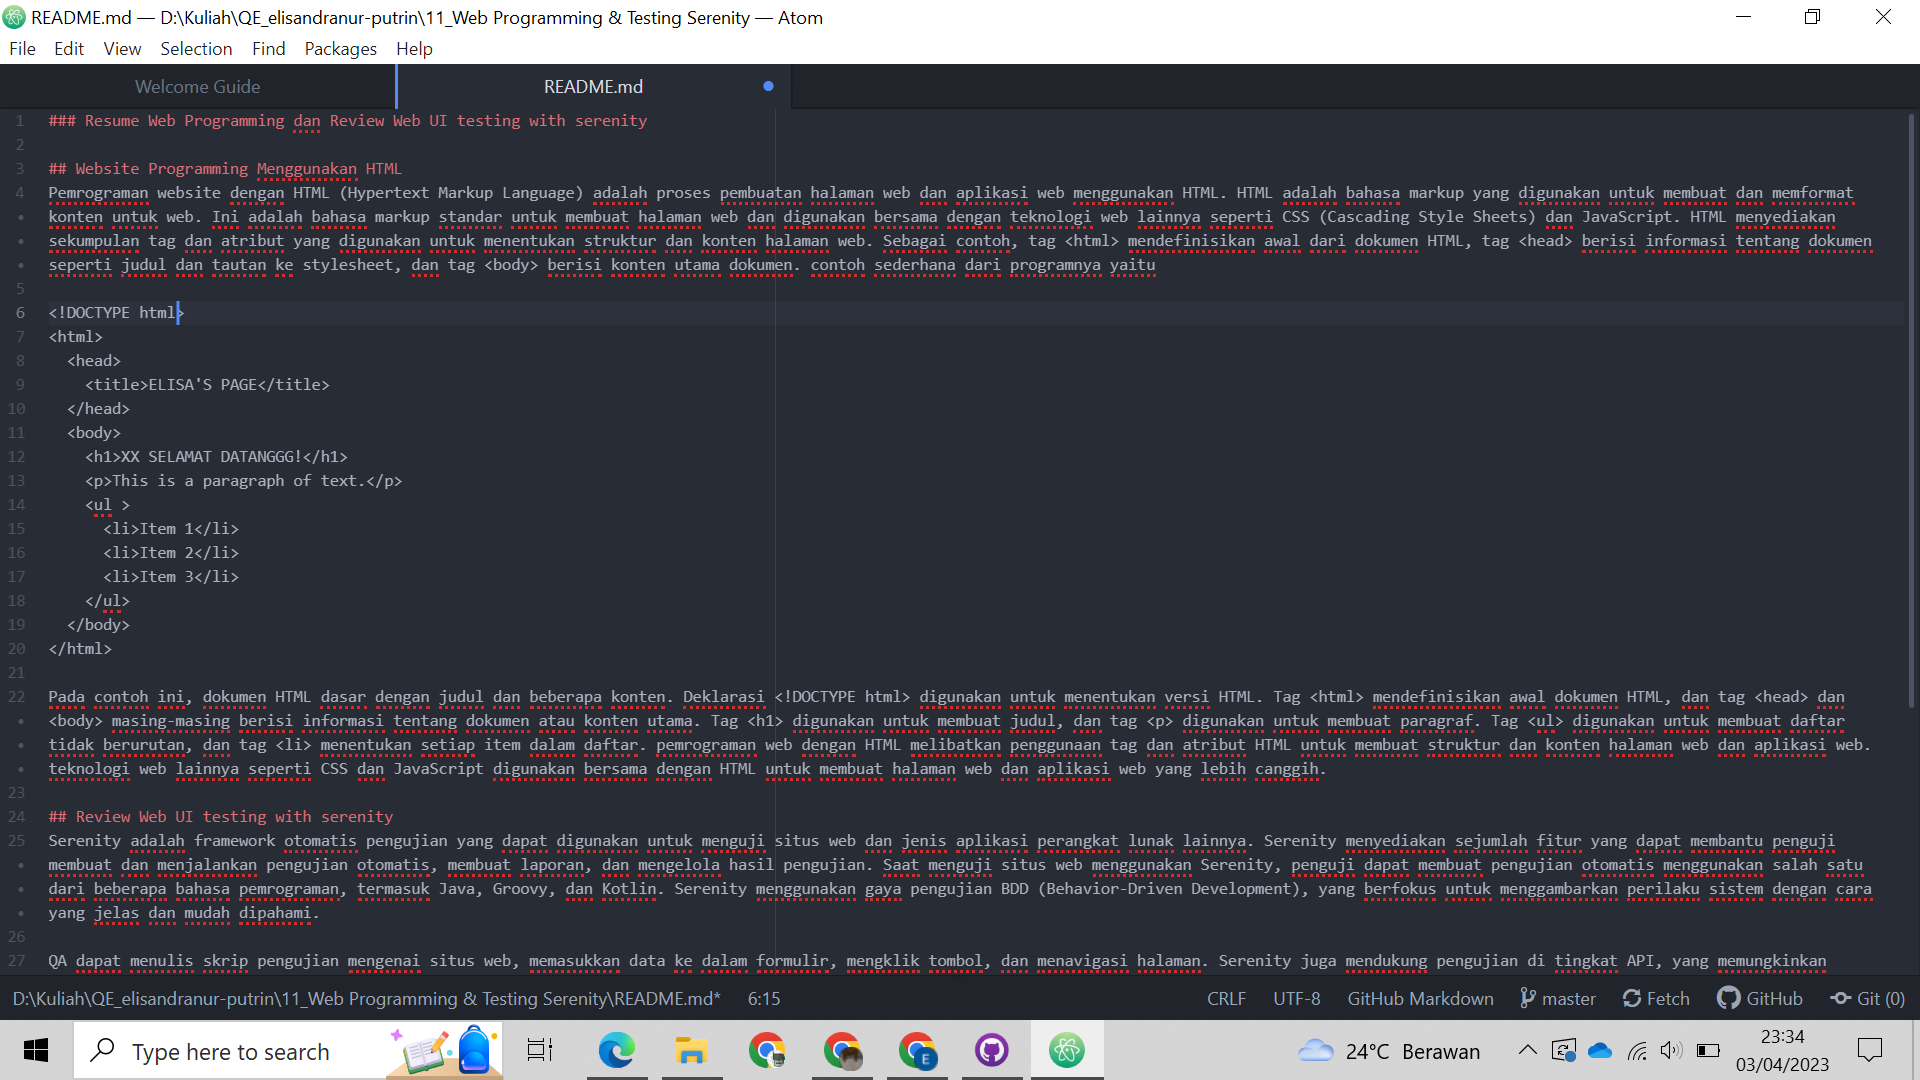 README.md — D:\Kuliah\QE_elisandranur-putrin\11_Web Programming & Testing Serenity — Atom
File Edit View Selection Find Packages Help
Welcome Guide README.md
1 ### Resume Web Programming dan Review Web UI testing with serenity
2
3 ## Website Programming Menggunakan HTML
4 Pemrograman website dengan HTML (Hypertext Markup Language) adalah proses pembuatan halaman web dan aplikasi web menggunakan HTML. HTML adalah bahasa markup yang digunakan untuk membuat dan memformat
• konten untuk web. Ini adalah bahasa markup standar untuk membuat halaman web dan digunakan bersama dengan teknologi web lainnya seperti CSS (Cascading Style Sheets) dan JavaScript. HTML menyediakan
• sekumpulan tag dan atribut yang digunakan untuk menentukan struktur dan konten halaman web. Sebagai contoh, tag <html> mendefinisikan awal dari dokumen HTML, tag <head> berisi informasi tentang dokumen
• seperti judul dan tautan ke stylesheet, dan tag <body> berisi konten utama dokumen. contoh sederhana dari programnya yaitu
5
6 <!DOCTYPE html>
7 <html>
8   <head>
9     <title>ELISA'S PAGE</title>
10   </head>
11   <body>
12     <h1>XX SELAMAT DATANGGG!</h1>
13     <p>This is a paragraph of text.</p>
14     <ul >
15       <li>Item 1</li>
16       <li>Item 2</li>
17       <li>Item 3</li>
18     </ul>
19   </body>
20 </html>
21
22 Pada contoh ini, dokumen HTML dasar dengan judul dan beberapa konten. Deklarasi <!DOCTYPE html> digunakan untuk menentukan versi HTML. Tag <html> mendefinisikan awal dokumen HTML, dan tag <head> dan
• <body> masing-masing berisi informasi tentang dokumen atau konten utama. Tag <h1> digunakan untuk membuat judul, dan tag <p> digunakan untuk membuat paragraf. Tag <ul> digunakan untuk membuat daftar
• tidak berurutan, dan tag <li> menentukan setiap item dalam daftar. pemrograman web dengan HTML melibatkan penggunaan tag dan atribut HTML untuk membuat struktur dan konten halaman web dan aplikasi web.
• teknologi web lainnya seperti CSS dan JavaScript digunakan bersama dengan HTML untuk membuat halaman web dan aplikasi web yang lebih canggih.
23
24 ## Review Web UI testing with serenity
25 Serenity adalah framework otomatis pengujian yang dapat digunakan untuk menguji situs web dan jenis aplikasi perangkat lunak lainnya. Serenity menyediakan sejumlah fitur yang dapat membantu penguji
• membuat dan menjalankan pengujian otomatis, membuat laporan, dan mengelola hasil pengujian. Saat menguji situs web menggunakan Serenity, penguji dapat membuat pengujian otomatis menggunakan salah satu
• dari beberapa bahasa pemrograman, termasuk Java, Groovy, dan Kotlin. Serenity menggunakan gaya pengujian BDD (Behavior-Driven Development), yang berfokus untuk menggambarkan perilaku sistem dengan cara
• yang jelas dan mudah dipahami.
26
27 QA dapat menulis skrip pengujian mengenai situs web, memasukkan data ke dalam formulir, mengklik tombol, dan menavigasi halaman. Serenity juga mendukung pengujian di tingkat API, yang memungkinkan
D:\Kuliah\QE_elisandranur-putrin\11_Web Programming & Testing Serenity\README.md* 6:15 CRLF UTF-8 GitHub Markdown master Fetch GitHub Git (0)
Type here to search E 24°C Berawan 23:34
03/04/2023